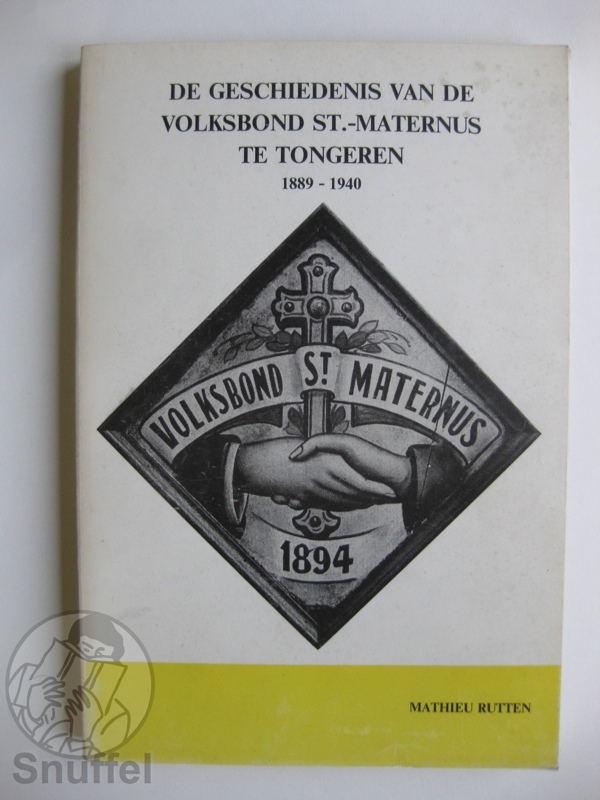 DE GESCHIEDENIS VAN DE
VOLKSBOND ST.-MATERNUS
TE TONGEREN
1889 - 1940
VOLKSBOND ST MATERNUS
1894
MATHIEU RUTTEN
Snuffel